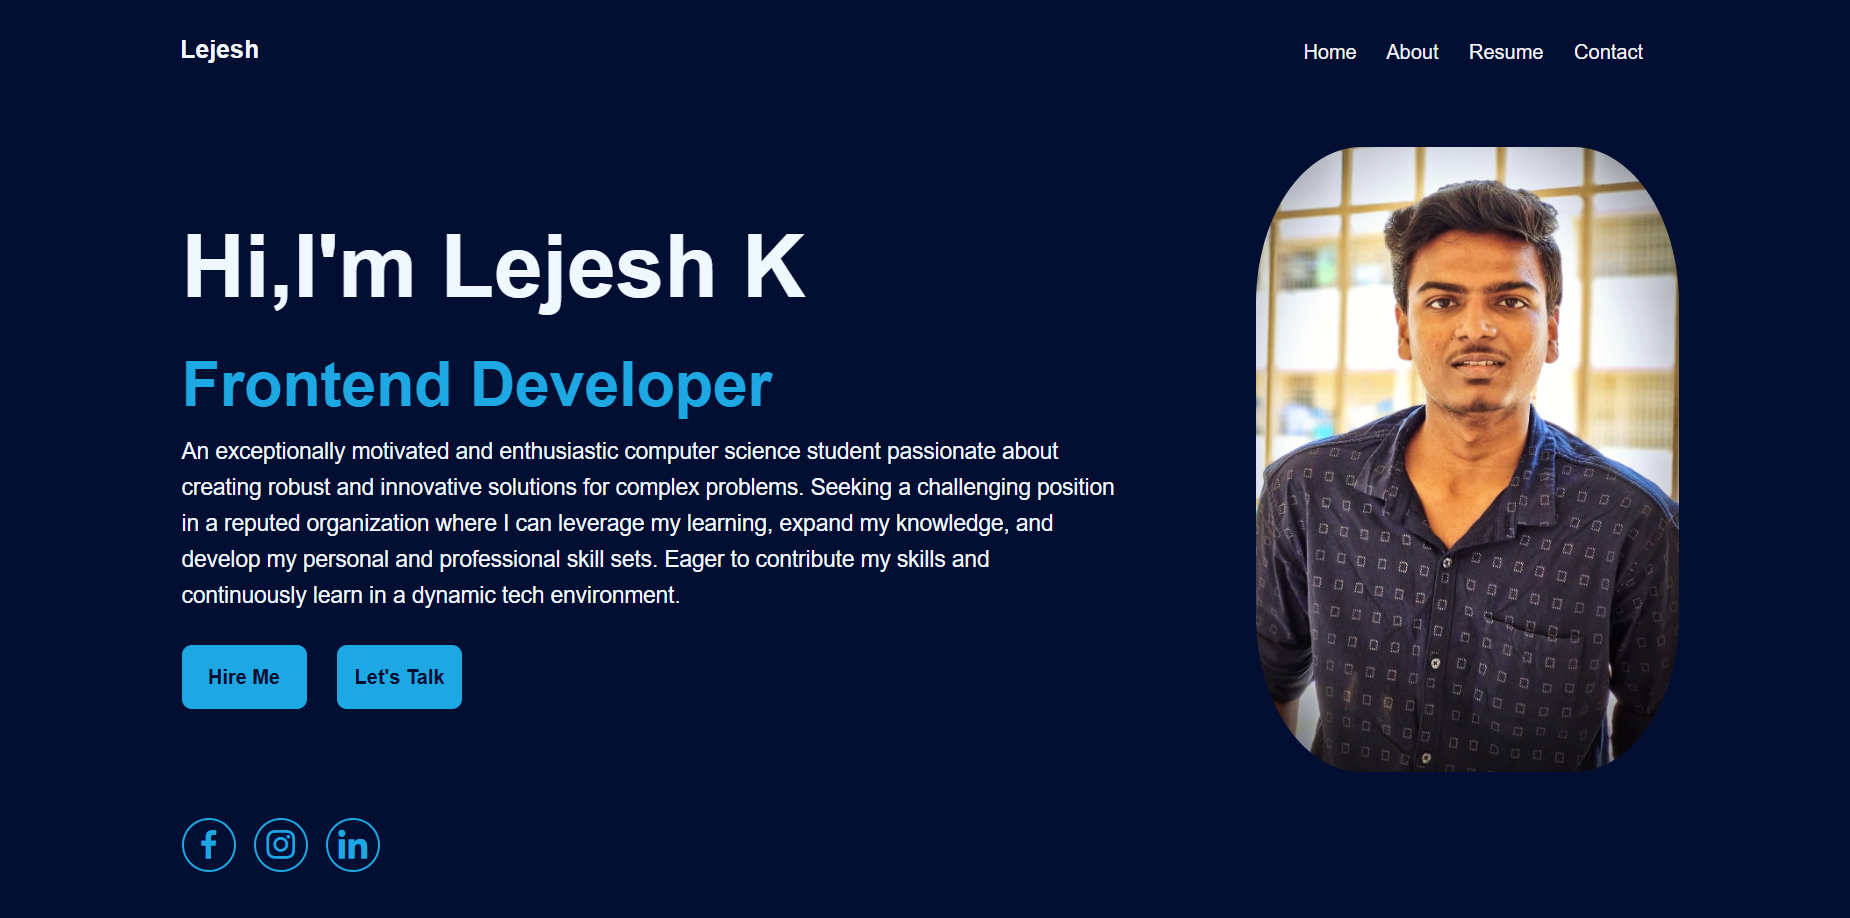 Lejesh
Home About Resume Contact
Hi,I'm Lejesh K
Frontend Developer
An exceptionally motivated and enthusiastic computer science student passionate about
creating robust and innovative solutions for complex problems. Seeking a challenging position
in a reputed organization where I can leverage my learning, expand my knowledge, and
develop my personal and professional skill sets. Eager to contribute my skills and
continuously learn in a dynamic tech environment.
Hire Me
Let's Talk